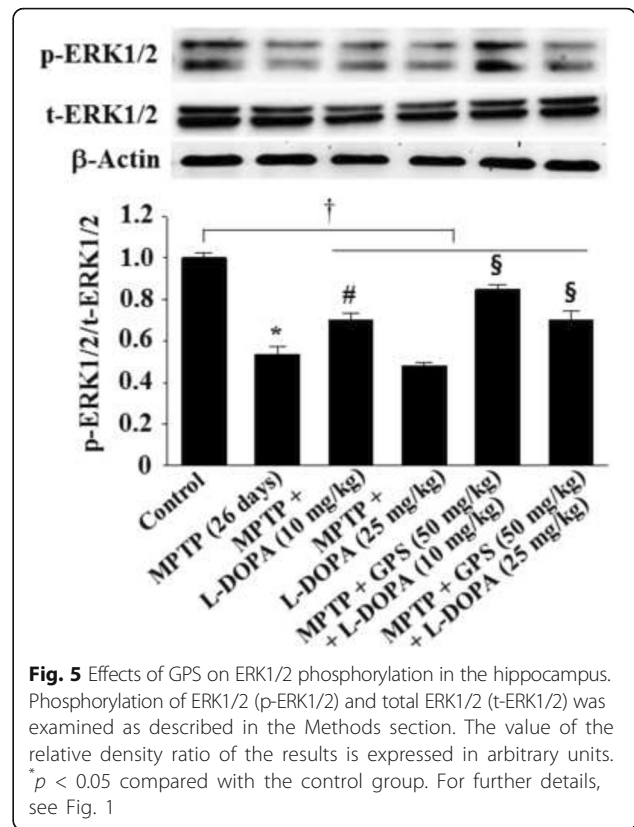 p-ERK1/2
t-ERK1/2
β-Actin
p-ERK1/2/t-ERK1/2
1.2
1.0
0.8
0.6
0.4
0.2
0
†
*
#
§
§
Control
MPTP (26 days)
MPTP +
L-DOPA (10 mg/kg)
MPTP +
L-DOPA (25 mg/kg)
MPTP + GPS (50 mg/kg)
+ L-DOPA (10 mg/kg)
MPTP + GPS (50 mg/kg)
+ L-DOPA (25 mg/kg)
Fig. 5 Effects of GPS on ERK1/2 phosphorylation in the hippocampus.
Phosphorylation of ERK1/2 (p-ERK1/2) and total ERK1/2 (t-ERK1/2) was
examined as described in the Methods section. The value of the
relative density ratio of the results is expressed in arbitrary units.
*p < 0.05 compared with the control group. For further details,
see Fig. 1